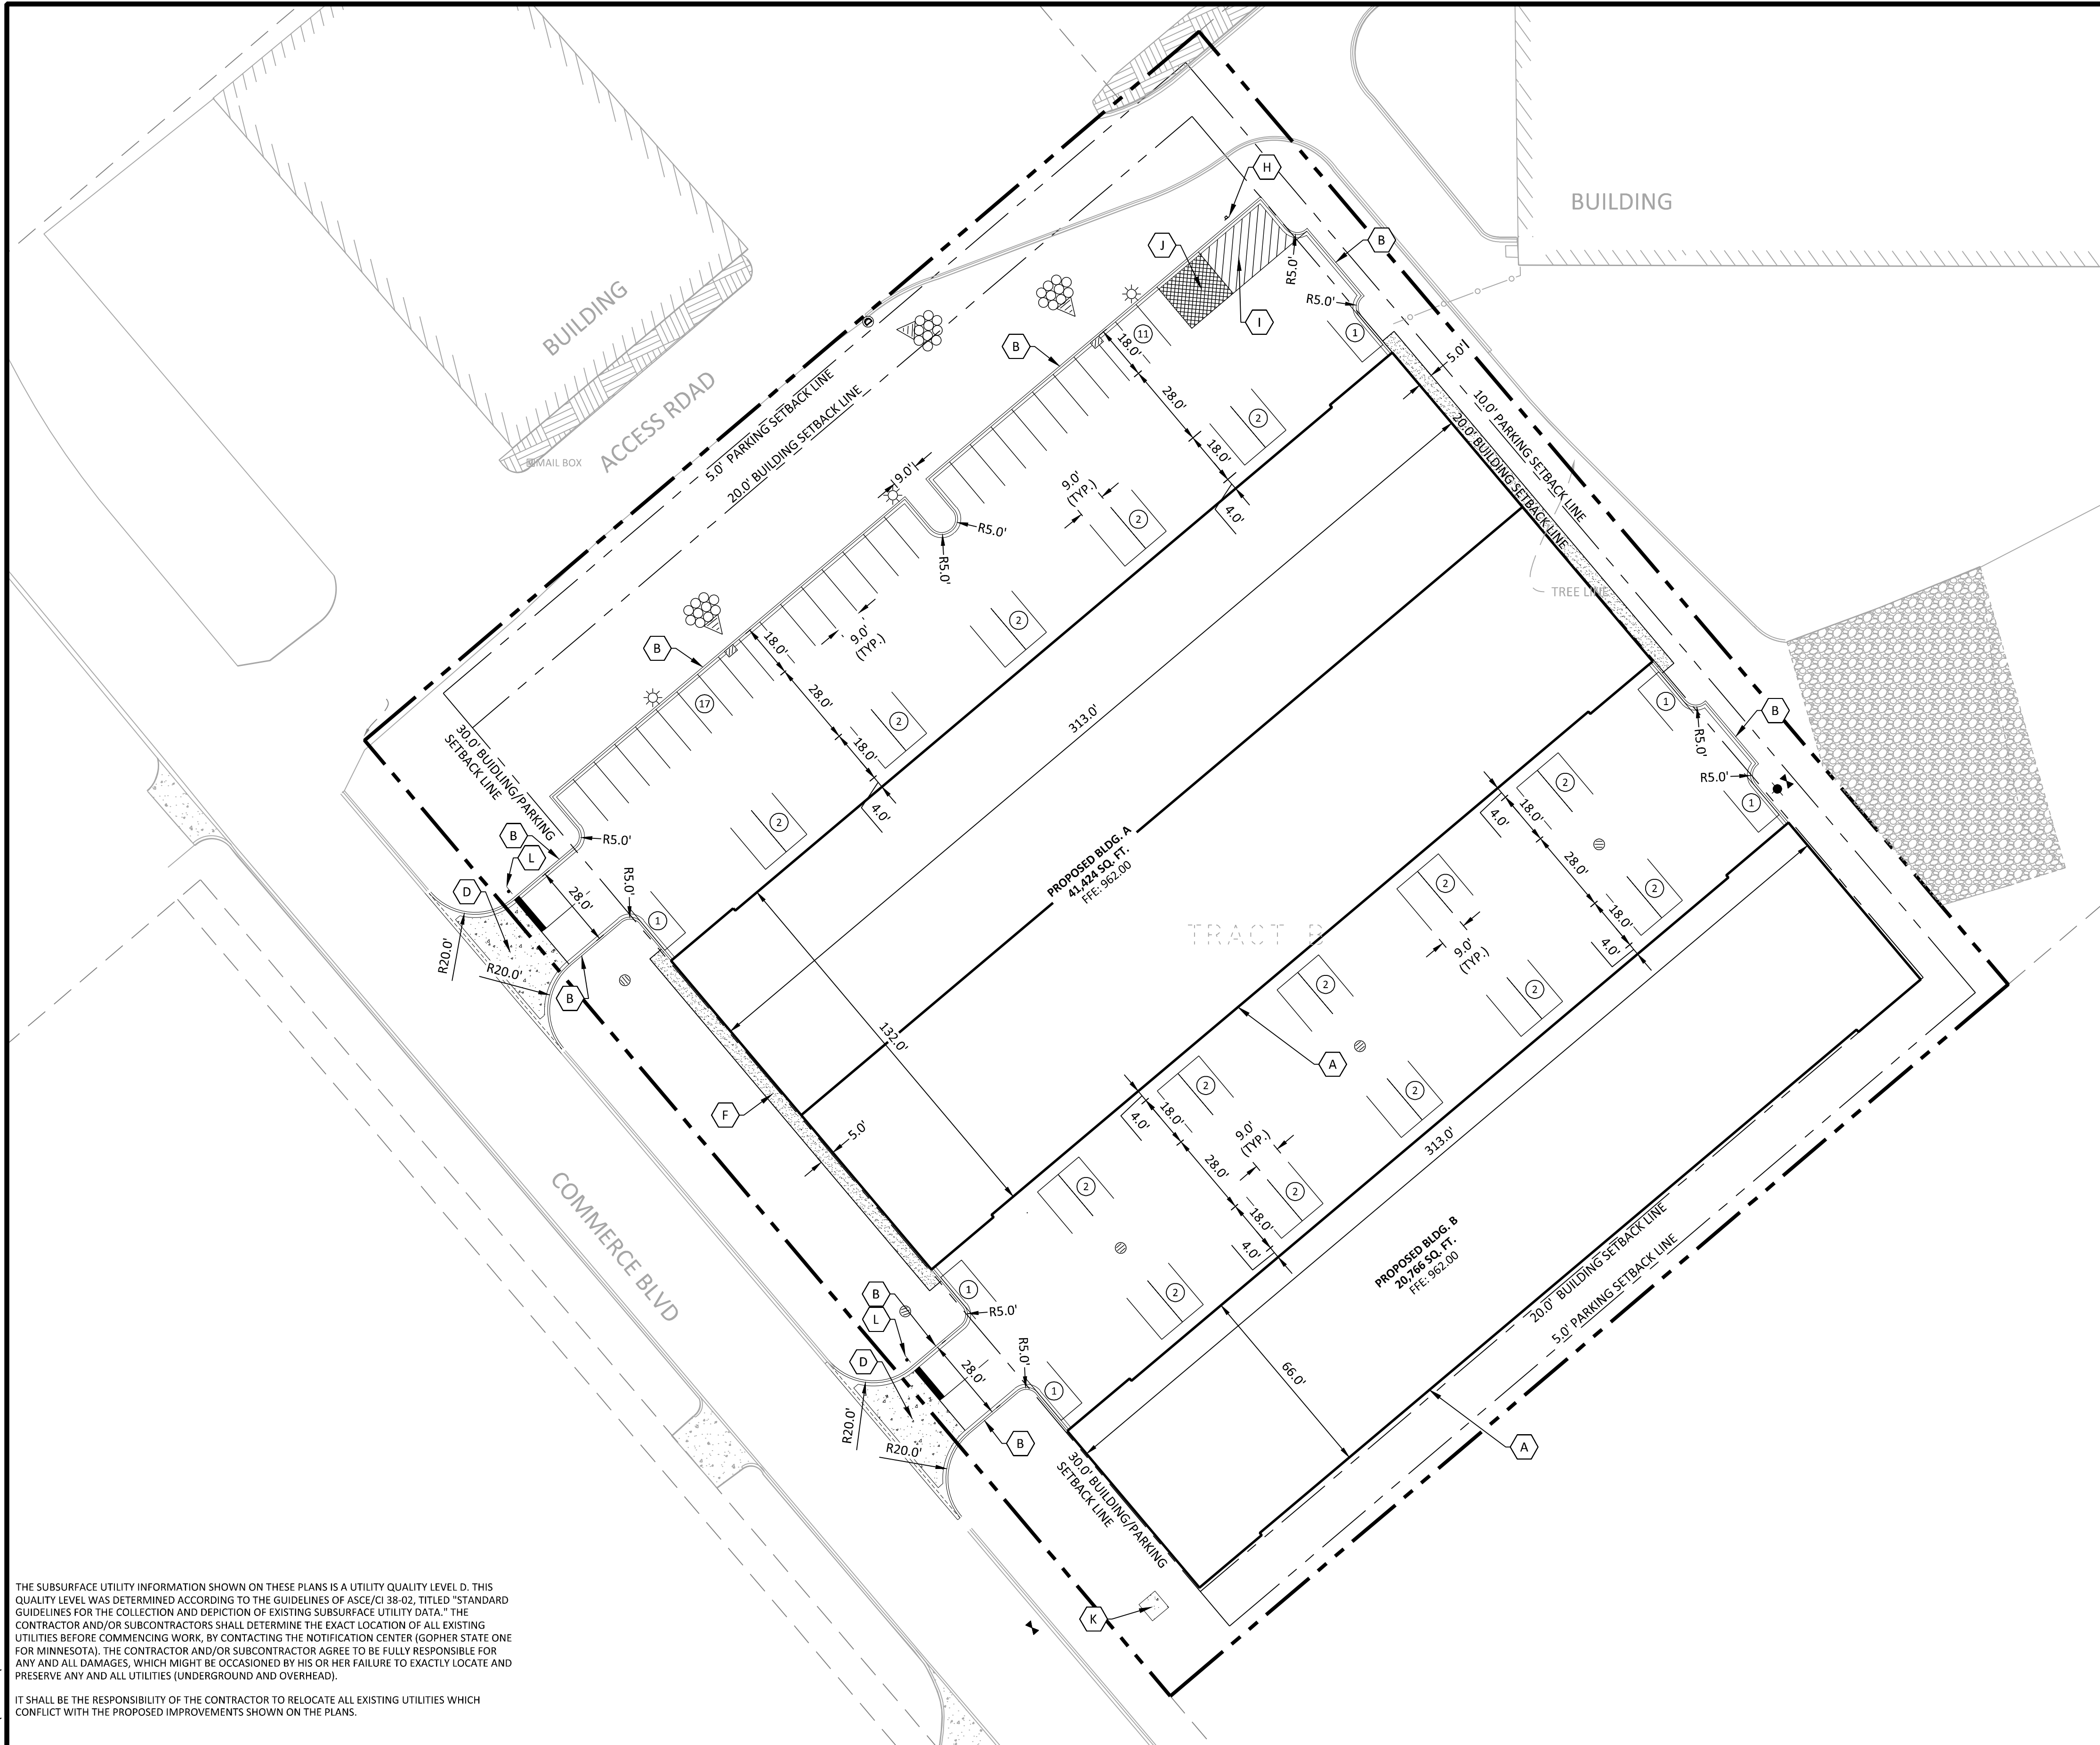 BUILDING
H
J
B
R5.0'
R5.0'
I
BUILDING
11
1
B
18.0'
5.0'
ACCESS RDAD
5.0' PARKING SETBACK LINE
20.0' BUILDING SETBACK LINE
28.0'
2
10.0' PARKING SETBACK LINE
20.0' BUILDING SETBACK LINE
18.0'
MAIL BOX
9.0'
9.0'
(TYP.)
4.0'
2
R5.0'
R5.0'
TREE LINE
2
B
18.0'
9.0'
(TYP.)
17
28.0'
2
18.0'
313.0'
1
B
R5.0'
R5.0'
30.0' BUIDLING/PARKING
SETBACK LINE
4.0'
2
2
1
18.0'
4.0'
B
R5.0'
L
PROPOSED BLDG. A
41,424 SQ. FT.
FFE: 962.00
28.0'
D
28.0'
R5.0'
1
2
2
18.0'
4.0'
TRACT B
9.0'
(TYP.)
R20.0'
R20.0'
B
2
2
132.0'
A
F
5.0'
2
2
18.0'
4.0'
9.0'
(TYP.)
313.0'
28.0'
2
2
18.0'
4.0'
COMMERCE BLVD
PROPOSED BLDG. B
20,766 SQ. FT.
FFE: 962.00
20.0' BUILDING SETBACK LINE
5.0' PARKING SETBACK LINE
B
1
2
R5.0'
L
R5.0'
D
28.0'
1
66.0'
R20.0'
R20.0'
B
A
30.0' BUILDING/PARKING
SETBACK LINE
K
THE SUBSURFACE UTILITY INFORMATION SHOWN ON THESE PLANS IS A UTILITY QUALITY LEVEL D. THIS
QUALITY LEVEL WAS DETERMINED ACCORDING TO THE GUIDELINES OF ASCE/CI 38-02, TITLED "STANDARD
GUIDELINES FOR THE COLLECTION AND DEPICTION OF EXISTING SUBSURFACE UTILITY DATA." THE
CONTRACTOR AND/OR SUBCONTRACTORS SHALL DETERMINE THE EXACT LOCATION OF ALL EXISTING
UTILITIES BEFORE COMMENCING WORK, BY CONTACTING THE NOTIFICATION CENTER (GOPHER STATE ONE
FOR MINNESOTA). THE CONTRACTOR AND/OR SUBCONTRACTOR AGREE TO BE FULLY RESPONSIBLE FOR
ANY AND ALL DAMAGES, WHICH MIGHT BE OCCASIONED BY HIS OR HER FAILURE TO EXACTLY LOCATE AND
PRESERVE ANY AND ALL UTILITIES (UNDERGROUND AND OVERHEAD).
IT SHALL BE THE RESPONSIBILITY OF THE CONTRACTOR TO RELOCATE ALL EXISTING UTILITIES WHICH
CONFLICT WITH THE PROPOSED IMPROVEMENTS SHOWN ON THE PLANS.